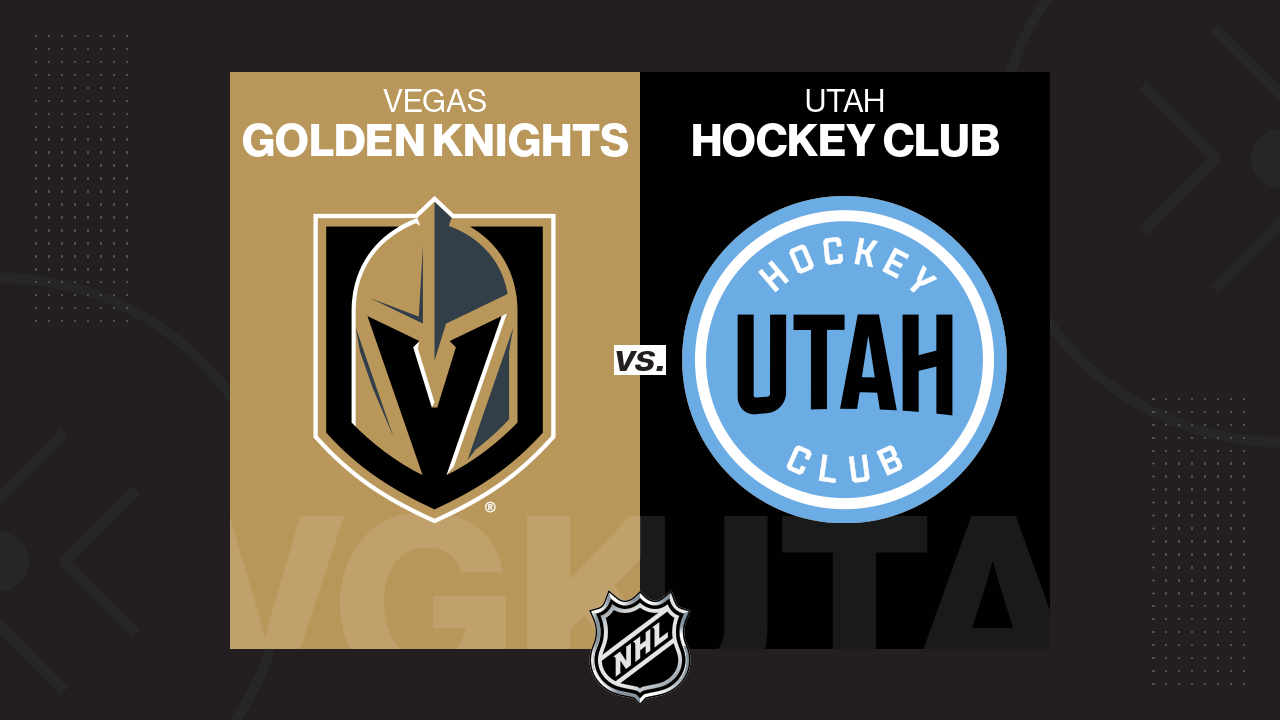 VEGAS
GOLDEN KNIGHTS
UTAH
HOCKEY CLUB
HOCKEY
UTAH
CLUB
vs.
®
VGK
UTA
NHL